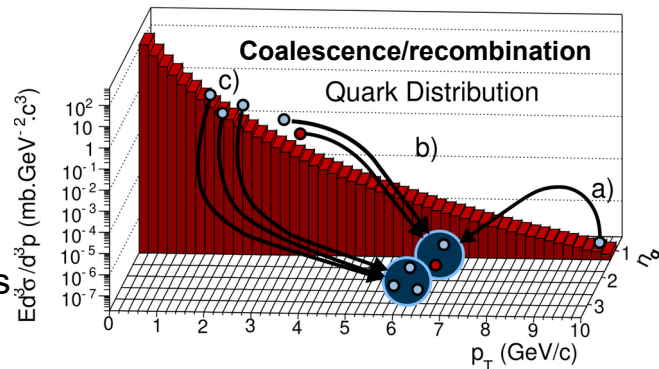 Coalescence/recombination
Quark Distribution
c)
b)
a)
10²
10
1
10⁻¹
10⁻²
10⁻³
10⁻⁴
10⁻⁵
10⁻⁶
10⁻⁷
Ed³σ/d³p (mb.GeV⁻².c³)
s
0 1 2 3 4 5 6 7 8 9 10
p_T (GeV/c)
1
2
3
n_q